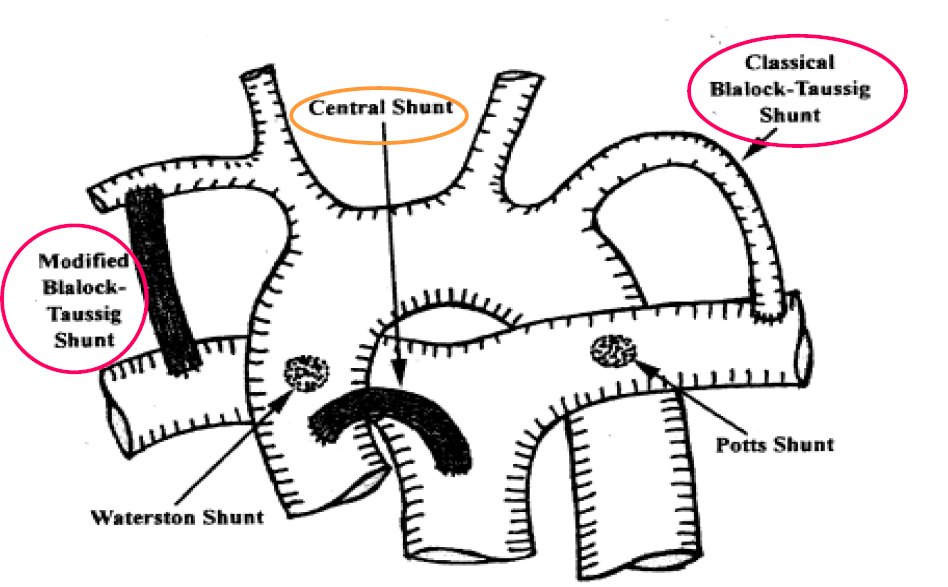 Classical
Blalock-Taussig
Shunt
Central Shunt
Modified
Blalock-
Taussig
Shunt
Potts Shunt
Waterston Shunt